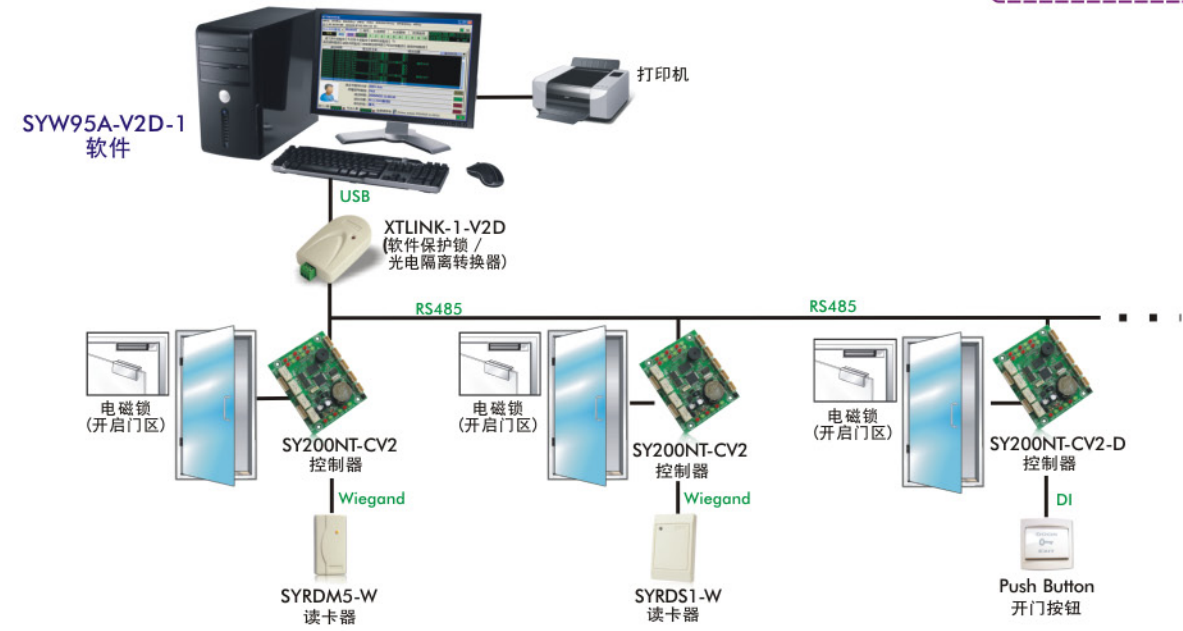 打印机
SYW95A-V2D-1
软件
USB
XTLINK-1-V2D
(软件保护锁 /
光电隔离转换器)
RS485
RS485
电磁锁
(开启门区)
SY200NT-CV2
控制器
电磁锁
(开启门区)
SY200NT-CV2
控制器
电磁锁
(开启门区)
SY200NT-CV2-D
控制器
Wiegand
Wiegand
DI
SYRDM5-W
读卡器
SYRDS1-W
读卡器
Push Button
开门按钮